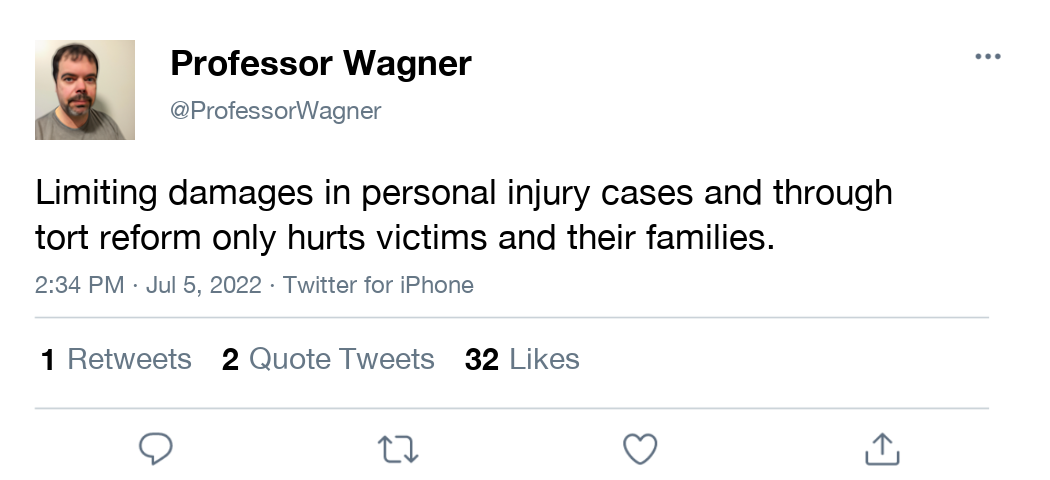 Professor Wagner
@ProfessorWagner
Limiting damages in personal injury cases and through
tort reform only hurts victims and their families.
2:34 PM · Jul 5, 2022 · Twitter for iPhone
1 Retweets 2 Quote Tweets 32 Likes